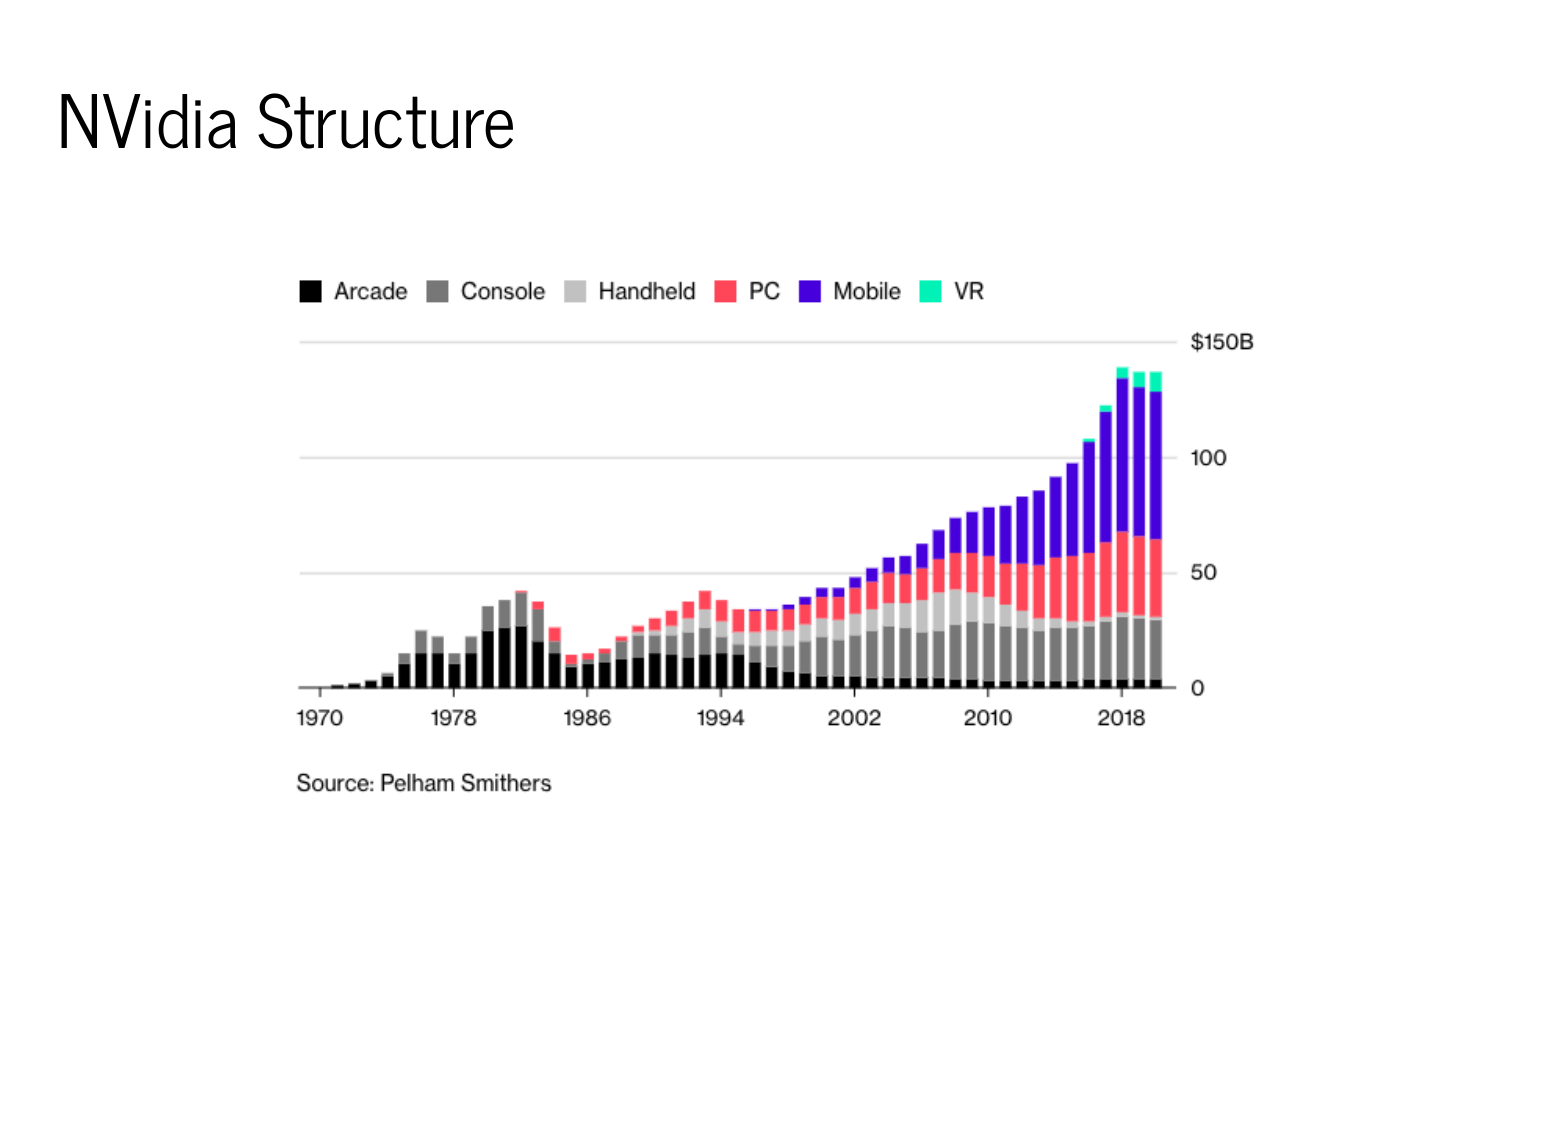 NVidia Structure
Arcade Console Handheld PC Mobile VR
$150B
100
50
0
1970 1978 1986 1994 2002 2010 2018
Source: Pelham Smithers